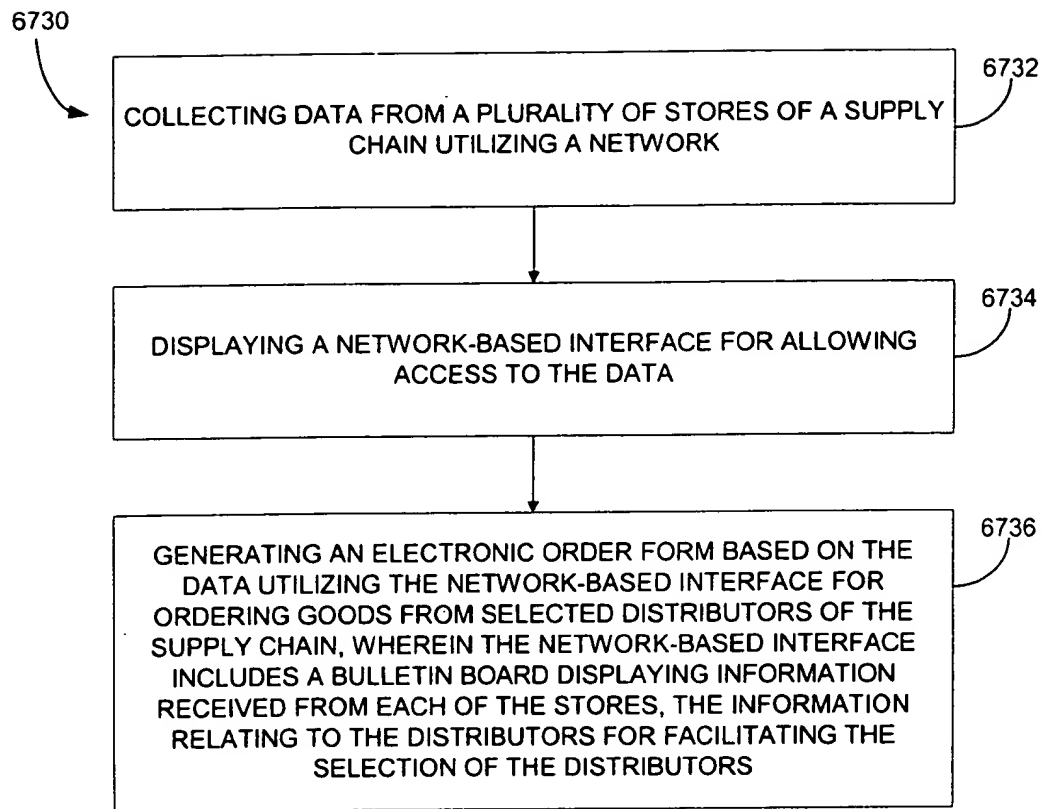 6730
6732
COLLECTING DATA FROM A PLURALITY OF STORES OF A SUPPLY
CHAIN UTILIZING A NETWORK
6734
DISPLAYING A NETWORK-BASED INTERFACE FOR ALLOWING
ACCESS TO THE DATA
6736
GENERATING AN ELECTRONIC ORDER FORM BASED ON THE
DATA UTILIZING THE NETWORK-BASED INTERFACE FOR
ORDERING GOODS FROM SELECTED DISTRIBUTORS OF THE
SUPPLY CHAIN, WHEREIN THE NETWORK-BASED INTERFACE
INCLUDES A BULLETIN BOARD DISPLAYING INFORMATION
RECEIVED FROM EACH OF THE STORES, THE INFORMATION
RELATING TO THE DISTRIBUTORS FOR FACILITATING THE
SELECTION OF THE DISTRIBUTORS